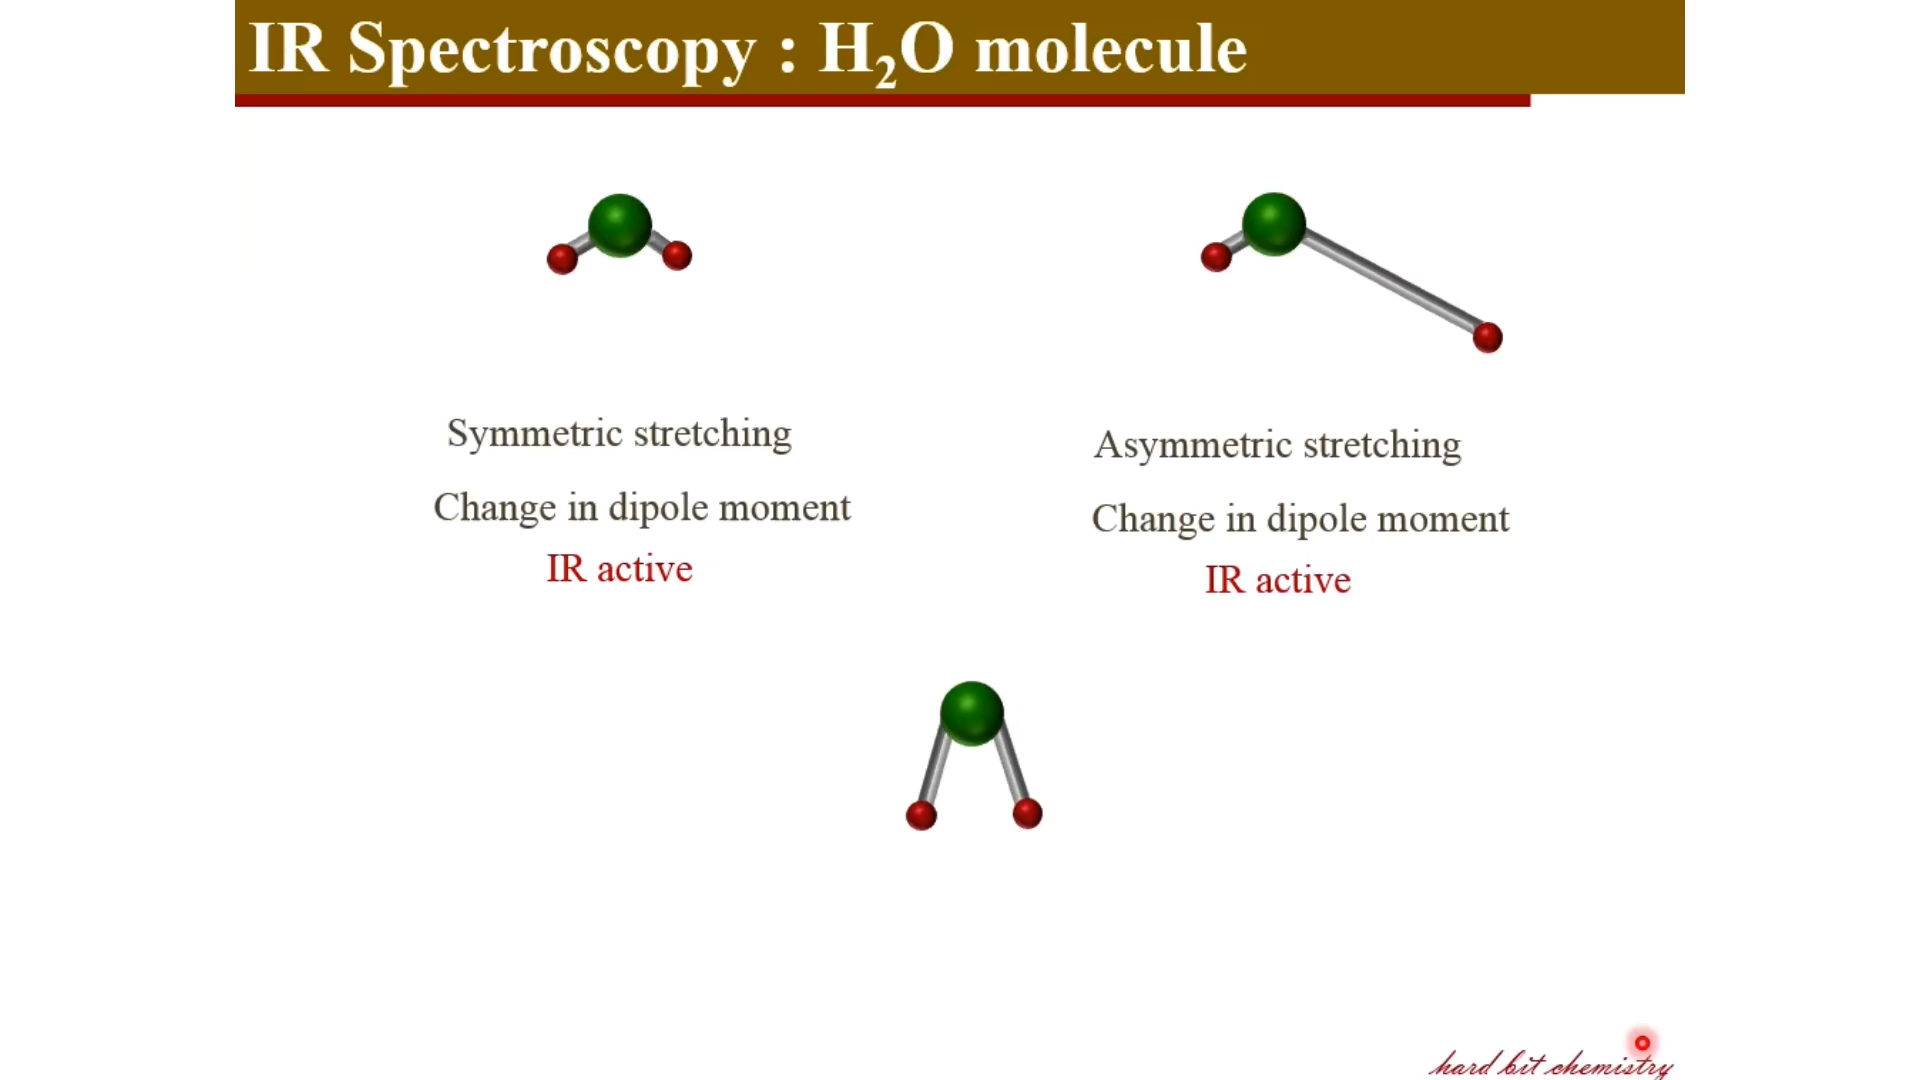 IR Spectroscopy : H₂O molecule
Symmetric stretching
Change in dipole moment
IR active
Asymmetric stretching
Change in dipole moment
IR active
hard bit chemistry